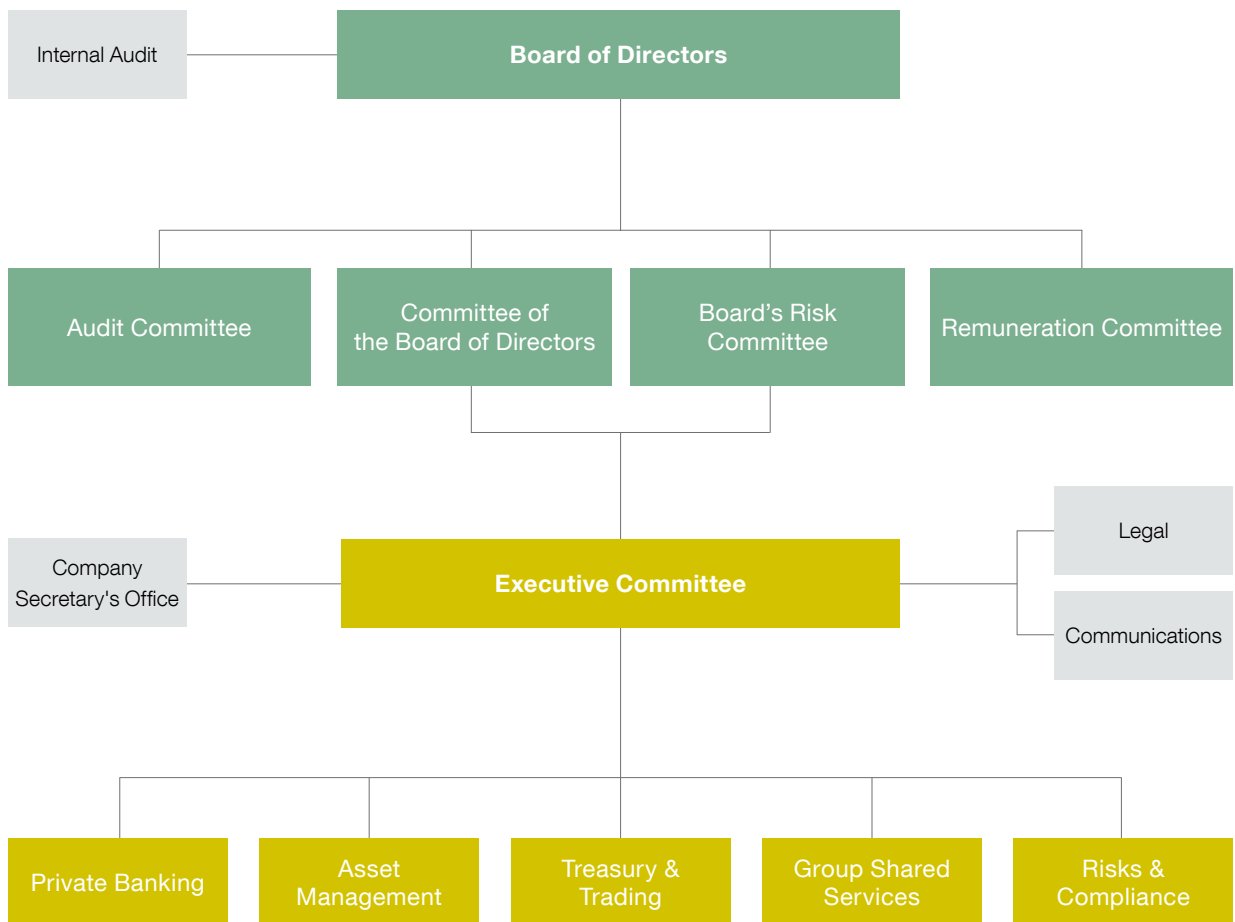 Internal Audit
Board of Directors
Audit Committee
Committee of
the Board of Directors
Board’s Risk
Committee
Remuneration Committee
Company
Secretary's Office
Executive Committee
Legal
Communications
Private Banking
Asset
Management
Treasury &
Trading
Group Shared
Services
Risks &
Compliance